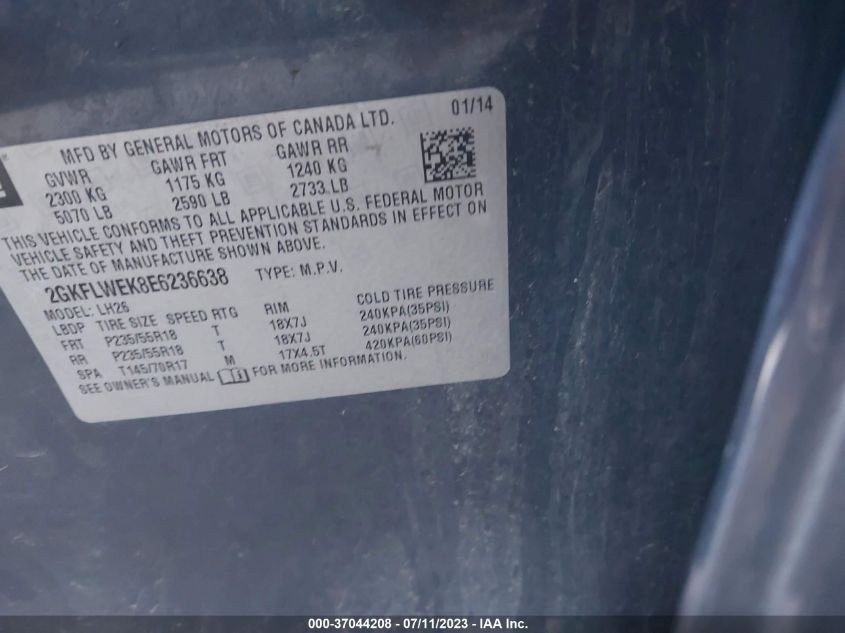 MFD BY GENERAL MOTORS OF CANADA LTD. 01/14
GVWR GAWR FRT GAWR RR
2300 KG 1175 KG 1240 KG
5070 LB 2590 LB 2733 LB
THIS VEHICLE CONFORMS TO ALL APPLICABLE U.S. FEDERAL MOTOR
VEHICLE SAFETY AND THEFT PREVENTION STANDARDS IN EFFECT ON
THE DATE OF MANUFACTURE SHOWN ABOVE.
2GKFLWEK8E6236638 TYPE: M.P.V.
MODEL: LH26
LBDP TIRE SIZE SPEED RTG RIM COLD TIRE PRESSURE
FRT P235/55R18 T 18X7J 240KPA(35PSI)
RR P235/55R18 T 18X7J 240KPA(35PSI)
SPA T145/70R17 M 17X4.5T 420KPA(60PSI)
SEE OWNER'S MANUAL FOR MORE INFORMATION.
000-37044208 - 07/11/2023 - IAA Inc.